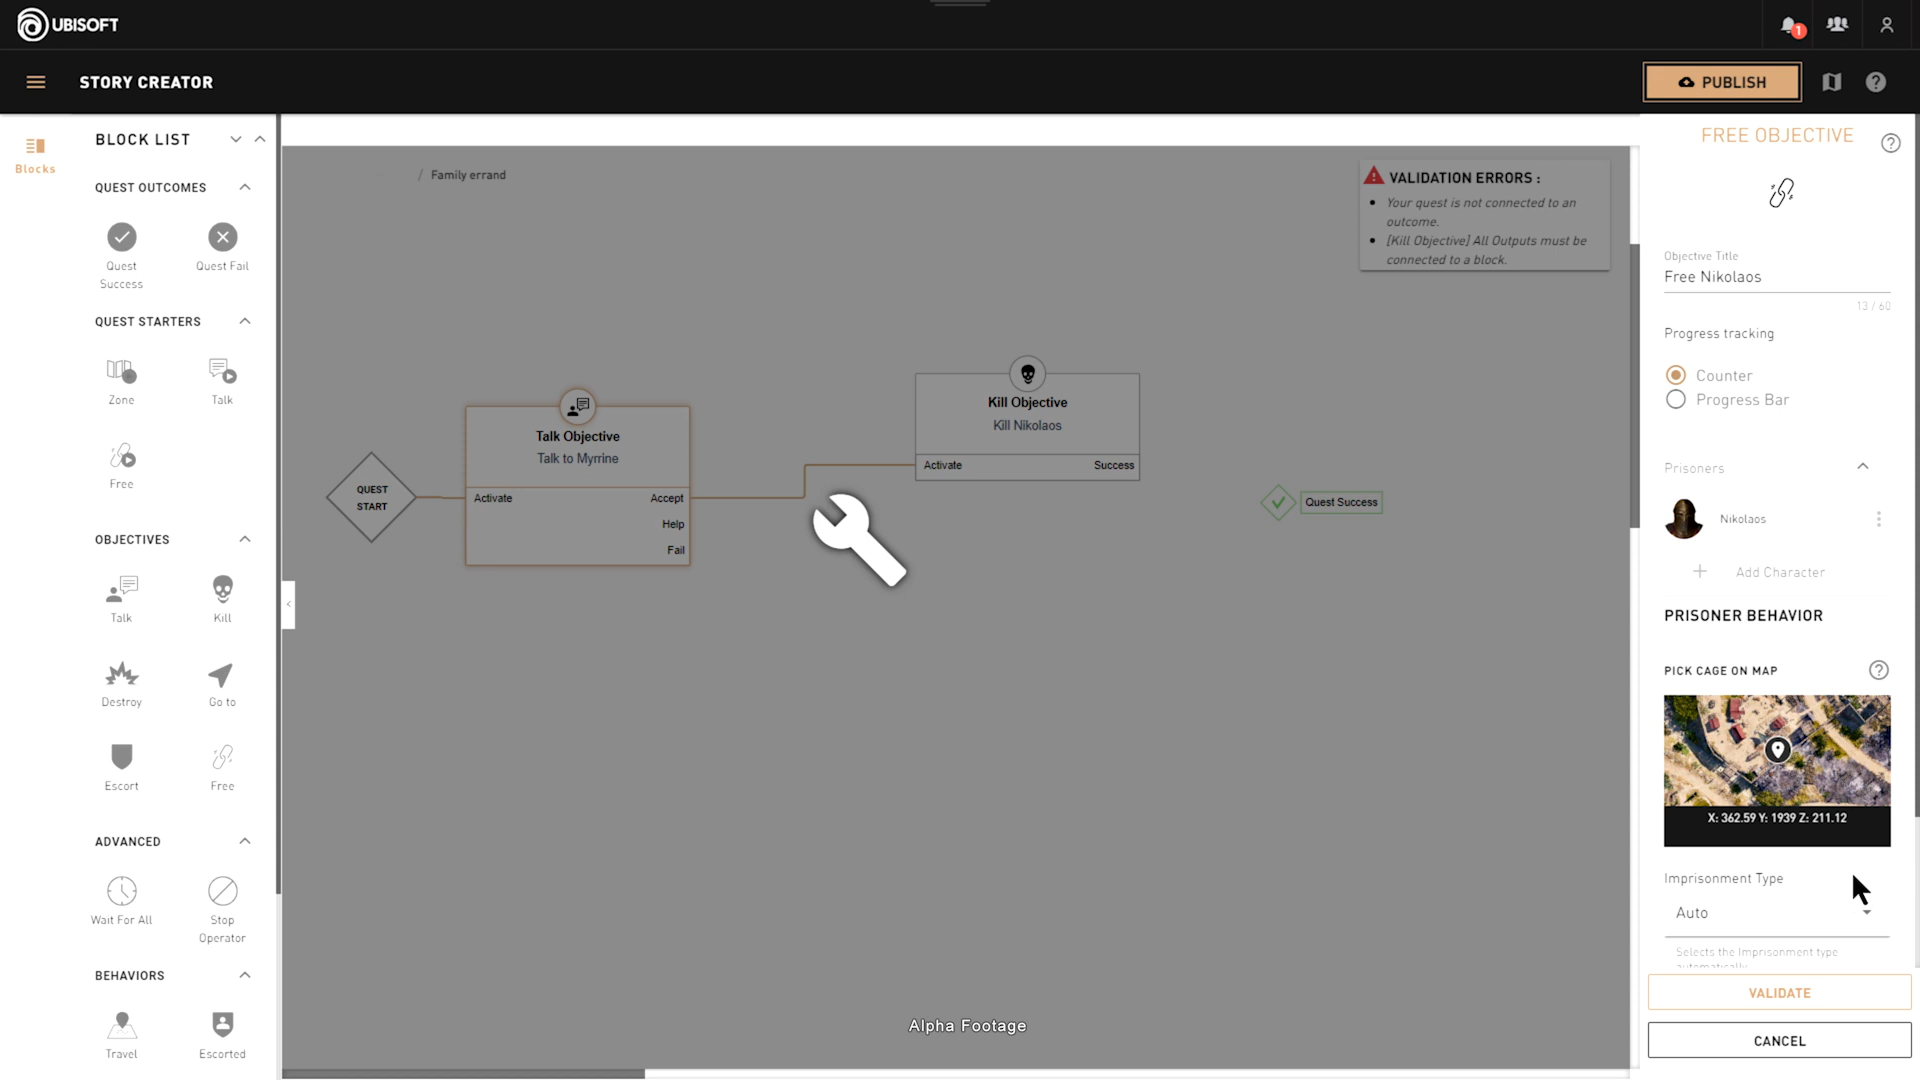 UBISOFT
1
STORY CREATOR
PUBLISH
?
Blocks
BLOCK LIST
QUEST OUTCOMES
Quest
Success
Quest Fail
QUEST STARTERS
Zone
Talk
Free
OBJECTIVES
Talk
Kill
Destroy
Go to
Escort
Free
ADVANCED
Wait For All
Stop
Operator
BEHAVIORS
Travel
Escorted
/ Family errand
VALIDATION ERRORS :
• Your quest is not connected to an
outcome.
• [Kill Objective] All Outputs must be
connected to a block.
QUEST
START
Talk Objective
Talk to Myrrine
Activate
Accept
Help
Fail
Kill Objective
Kill Nikolaos
Activate
Success
Quest Success
Alpha Footage
FREE OBJECTIVE
?
Objective Title
Free Nikolaos
13 / 60
Progress tracking
Counter
Progress Bar
Prisoners
Nikolaos
+ Add Character
PRISONER BEHAVIOR
PICK CAGE ON MAP
?
X: 362.59 Y: 1939 Z: 211.12
Imprisonment Type
Auto
Selects the Imprisonment type
automatically
VALIDATE
CANCEL